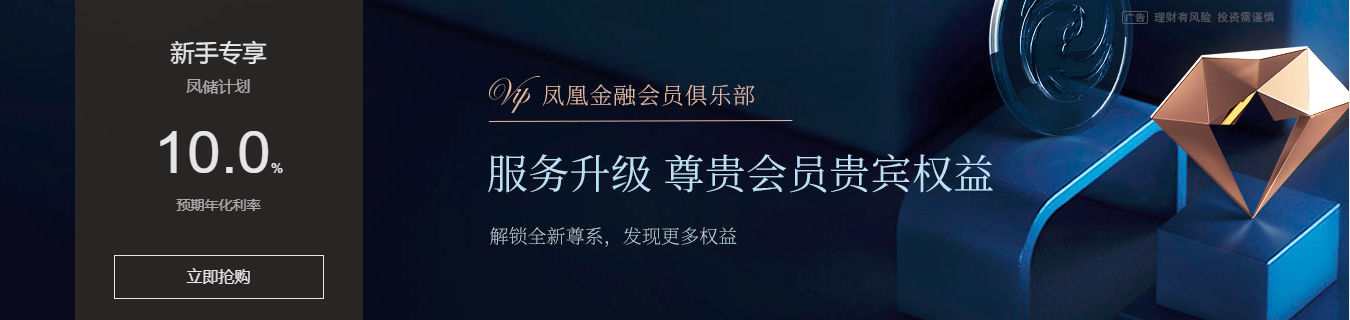 新手专享
凤储计划
10.0%
预期年化利率
立即抢购
Vip 凤凰金融会员俱乐部
服务升级 尊贵会员贵宾权益
解锁全新尊系，发现更多权益
广告 理财有风险 投资需谨慎